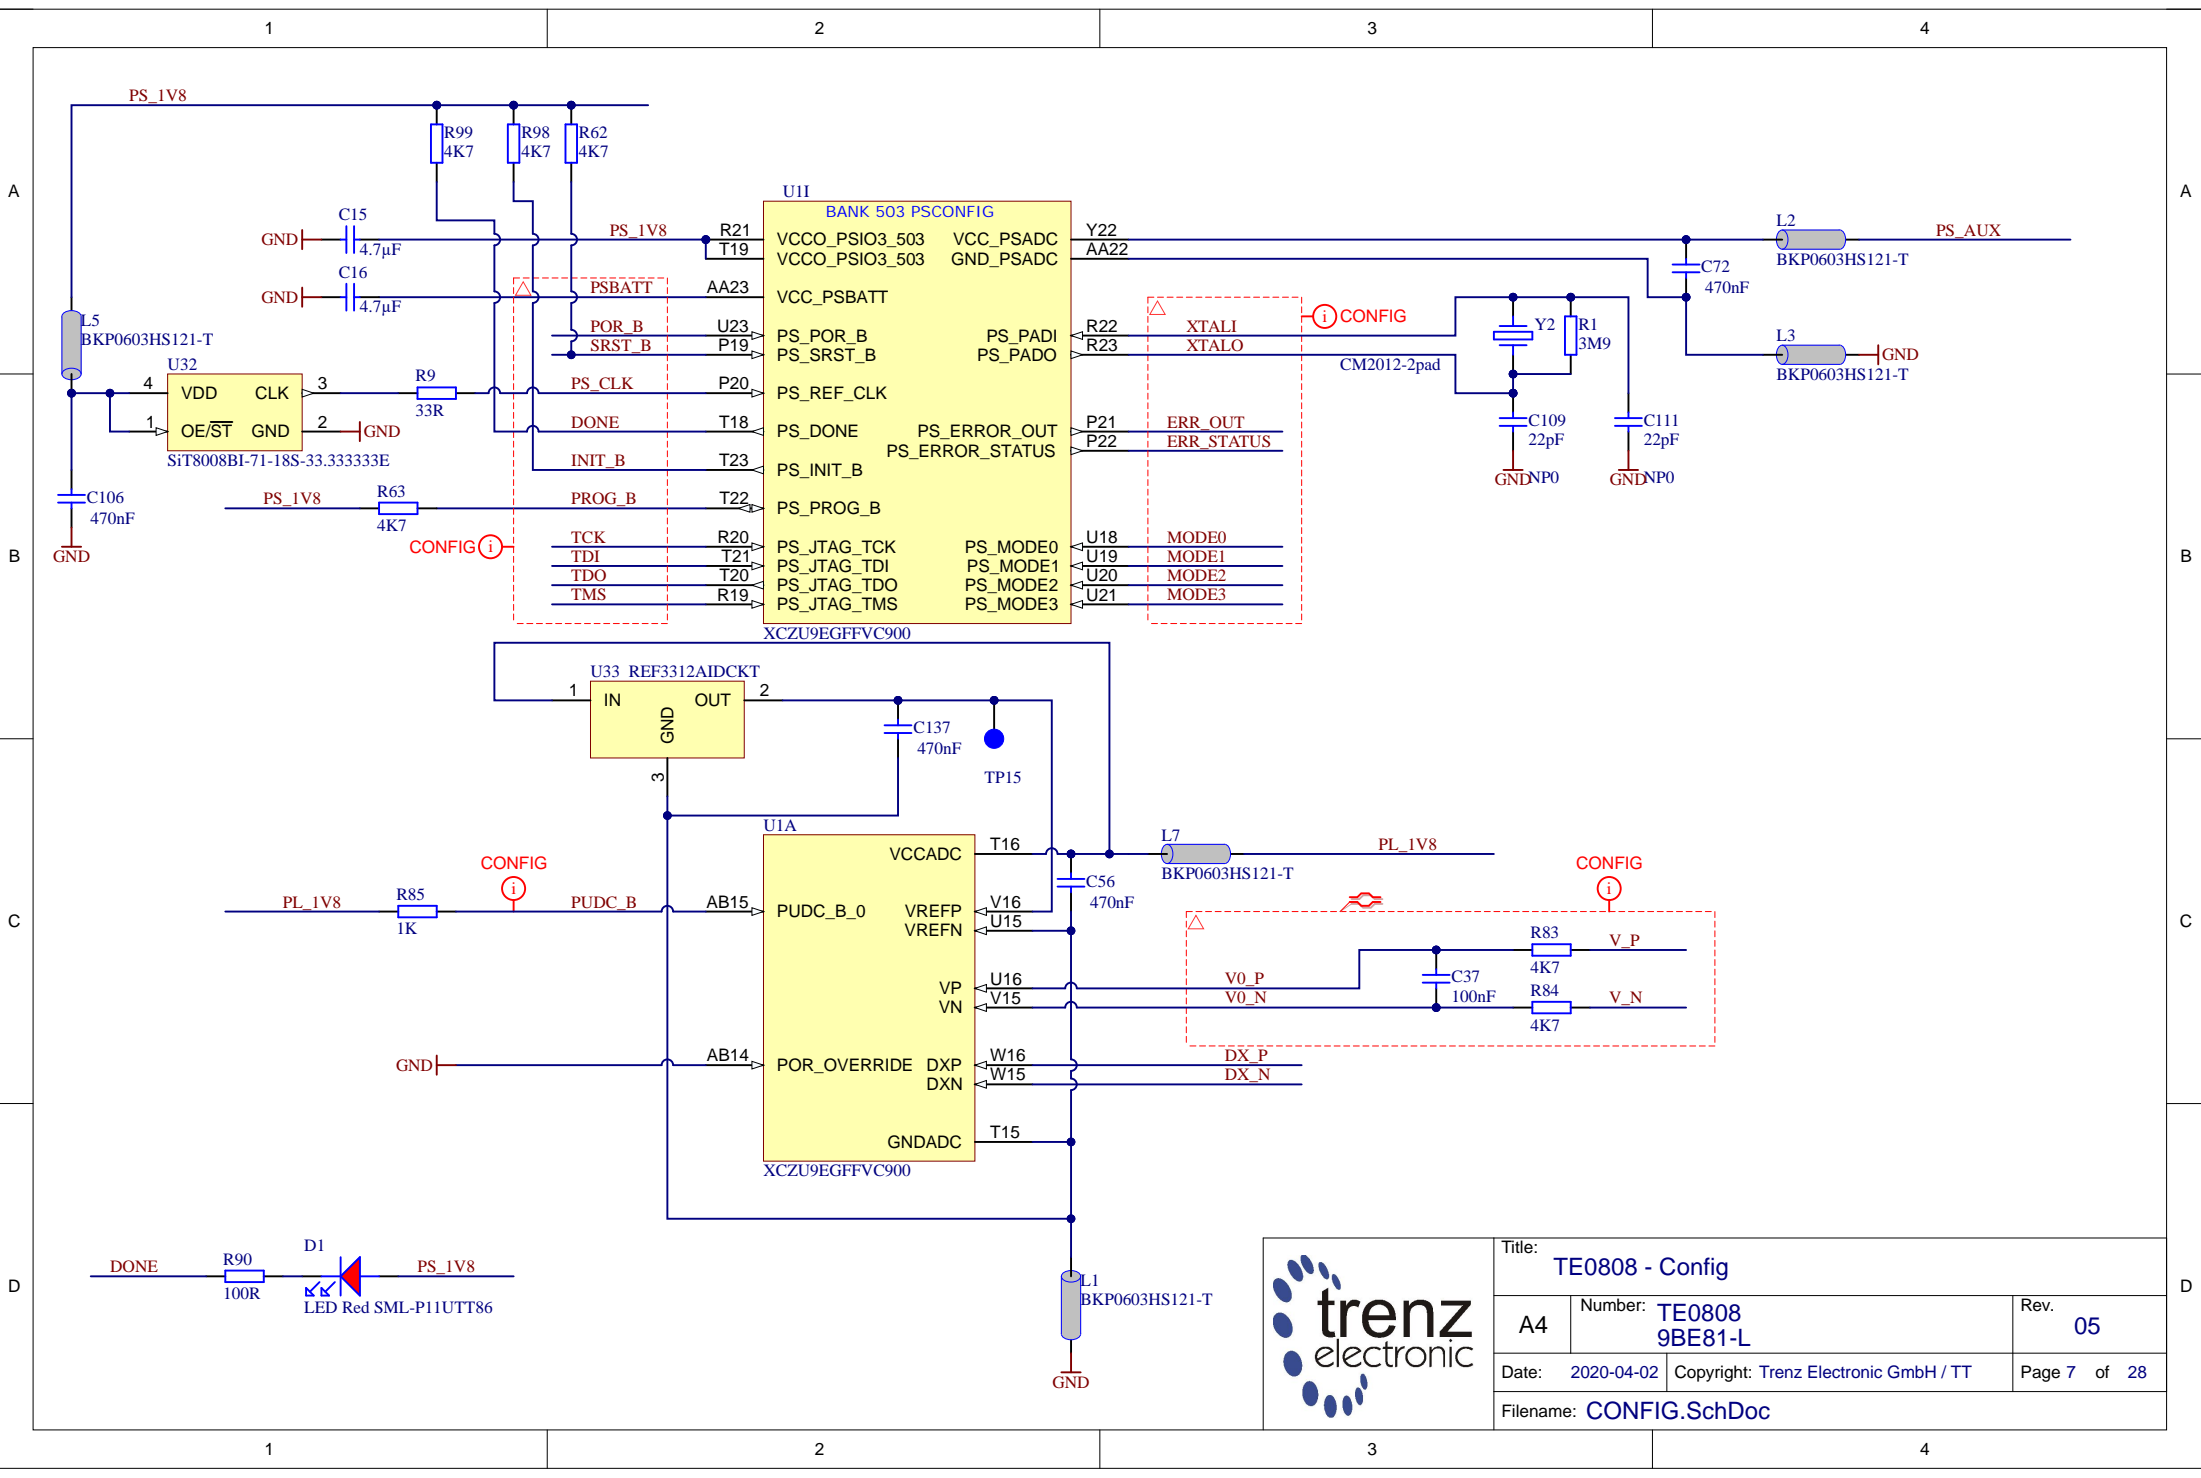 1 2 3 4
A A
B B
C C
D D
PS_1V8
R99
4K7
R98
4K7
R62
4K7
C15
4.7µF
GND
PS_1V8
C16
4.7µF
GND
PSBATT
POR_B
SRST_B
L5
BKP0603HS121-T
U32
4 VDD CLK 3
1 OE/ST GND 2 GND
SiT8008BI-71-18S-33.333333E
R9
33R
PS_CLK
DONE
INIT_B
C106
470nF
GND
PS_1V8
R63
4K7
PROG_B
CONFIG i
TCK
TDI
TDO
TMS
U1I
BANK 503 PSCONFIG
R21 VCCO_PSIO3_503 VCC_PSADC Y22
T19 VCCO_PSIO3_503 GND_PSADC AA22
AA23 VCC_PSBATT
U23 PS_POR_B PS_PADI R22
P19 PS_SRST_B PS_PADO R23
P20 PS_REF_CLK
T18 PS_DONE PS_ERROR_OUT P21
PS_ERROR_STATUS P22
T23 PS_INIT_B
T22 PS_PROG_B
R20 PS_JTAG_TCK PS_MODE0 U18
T21 PS_JTAG_TDI PS_MODE1 U19
T20 PS_JTAG_TDO PS_MODE2 U20
R19 PS_JTAG_TMS PS_MODE3 U21
XCZU9EGFFVC900
i CONFIG
XTALI
XTALO
ERR_OUT
ERR_STATUS
MODE0
MODE1
MODE2
MODE3
CM2012-2pad
Y2
R1
3M9
C109
22pF
GND NP0
C111
22pF
GND NP0
C72
470nF
L2
BKP0603HS121-T
PS_AUX
L3
BKP0603HS121-T
GND
U33 REF3312AIDCKT
1 IN OUT 2
GND
3
C137
470nF
TP15
U1A
VCCADC T16
AB15 PUDC_B_0 VREFP V16
VREFN U15
VP U16
VN V15
AB14 POR_OVERRIDE DXP W16
DXN W15
GNDADC T15
XCZU9EGFFVC900
CONFIG
i
PL_1V8
R85
1K
PUDC_B
GND
C56
470nF
L7
BKP0603HS121-T
PL_1V8
CONFIG
i
V0_P
V0_N
C37
100nF
R83
4K7
V_P
R84
4K7
V_N
DX_P
DX_N
L1
BKP0603HS121-T
GND
DONE
R90
100R
D1
PS_1V8
LED Red SML-P11UTT86
trenz
electronic
Title:
TE0808 - Config
A4
Number: TE0808
9BE81-L
Rev.
05
Date: 2020-04-02 Copyright: Trenz Electronic GmbH / TT Page 7 of 28
Filename: CONFIG.SchDoc
1 2 3 4